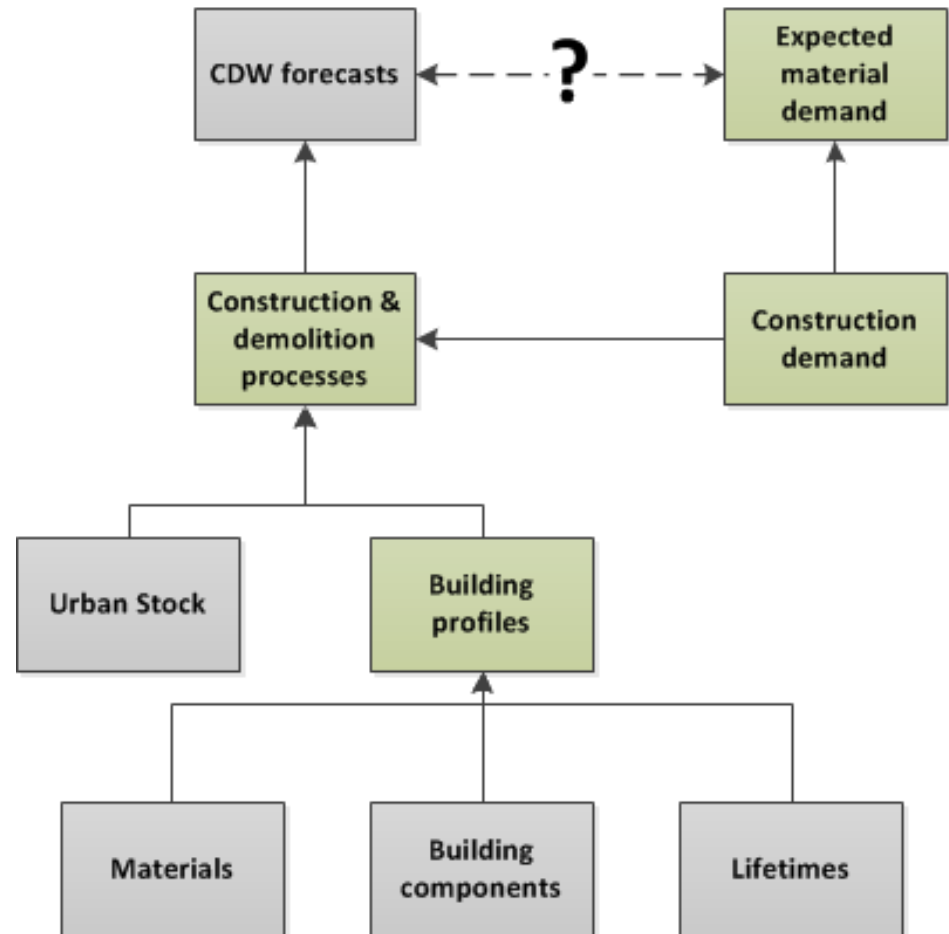 CDW forecasts
?
Expected
material
demand
Construction &
demolition
processes
Construction
demand
Urban Stock
Building
profiles
Materials
Building
components
Lifetimes